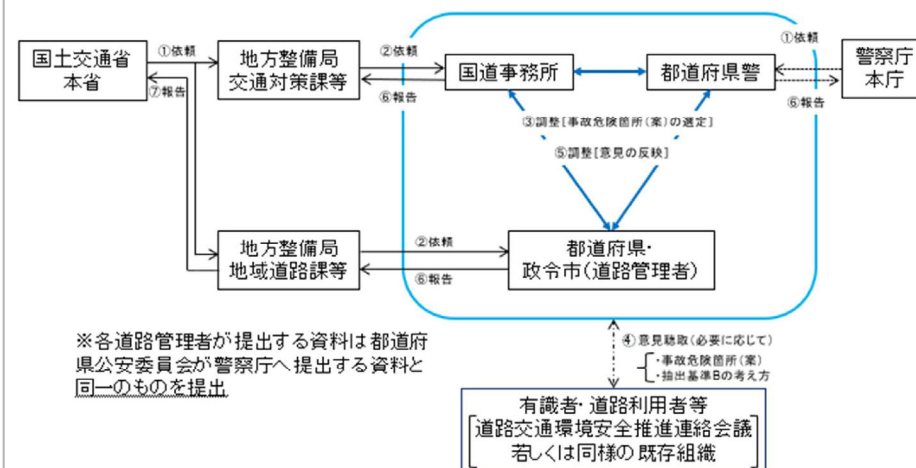 国土交通省
本省
①依頼
⑦報告
地方整備局
交通対策課等
②依頼
⑥報告
国道事務所
都道府県警
①依頼
⑥報告
警察庁
本庁
③調整[事故危険箇所(案)の選定]
⑤調整[意見の反映]
地方整備局
地域道路課等
②依頼
⑥報告
都道府県・
政令市(道路管理者)
※各道路管理者が提出する資料は都道府
県公安委員会が警察庁へ提出する資料と
同一のものを提出
④意見聴取(必要に応じて)
・事故危険箇所(案)
・抽出基準Bの考え方
有識者・道路利用者等
道路交通環境安全推進連絡会議
若しくは同様の既存組織